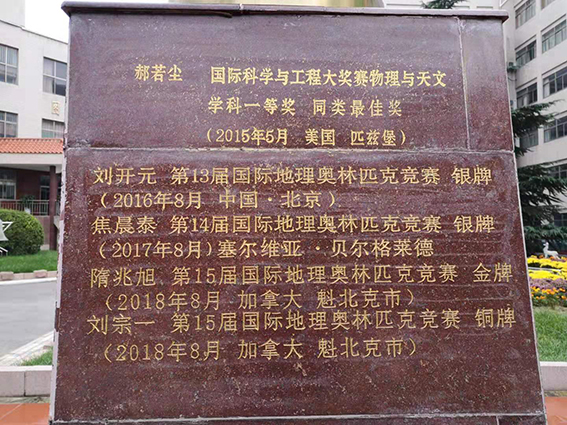 郝若尘 国际科学与工程大奖赛物理与天文
学科一等奖 同类最佳奖
(2015年5月 美国 匹兹堡)
刘开元 第13届国际地理奥林匹克竞赛 银牌
(2016年8月 中国·北京)
焦晨泰 第14届国际地理奥林匹克竞赛 银牌
(2017年8月)塞尔维亚·贝尔格莱德
隋兆旭 第15届国际地理奥林匹克竞赛 金牌
(2018年8月 加拿大 魁北克市)
刘宗一 第15届国际地理奥林匹克竞赛 铜牌
(2018年8月 加拿大 魁北克市)